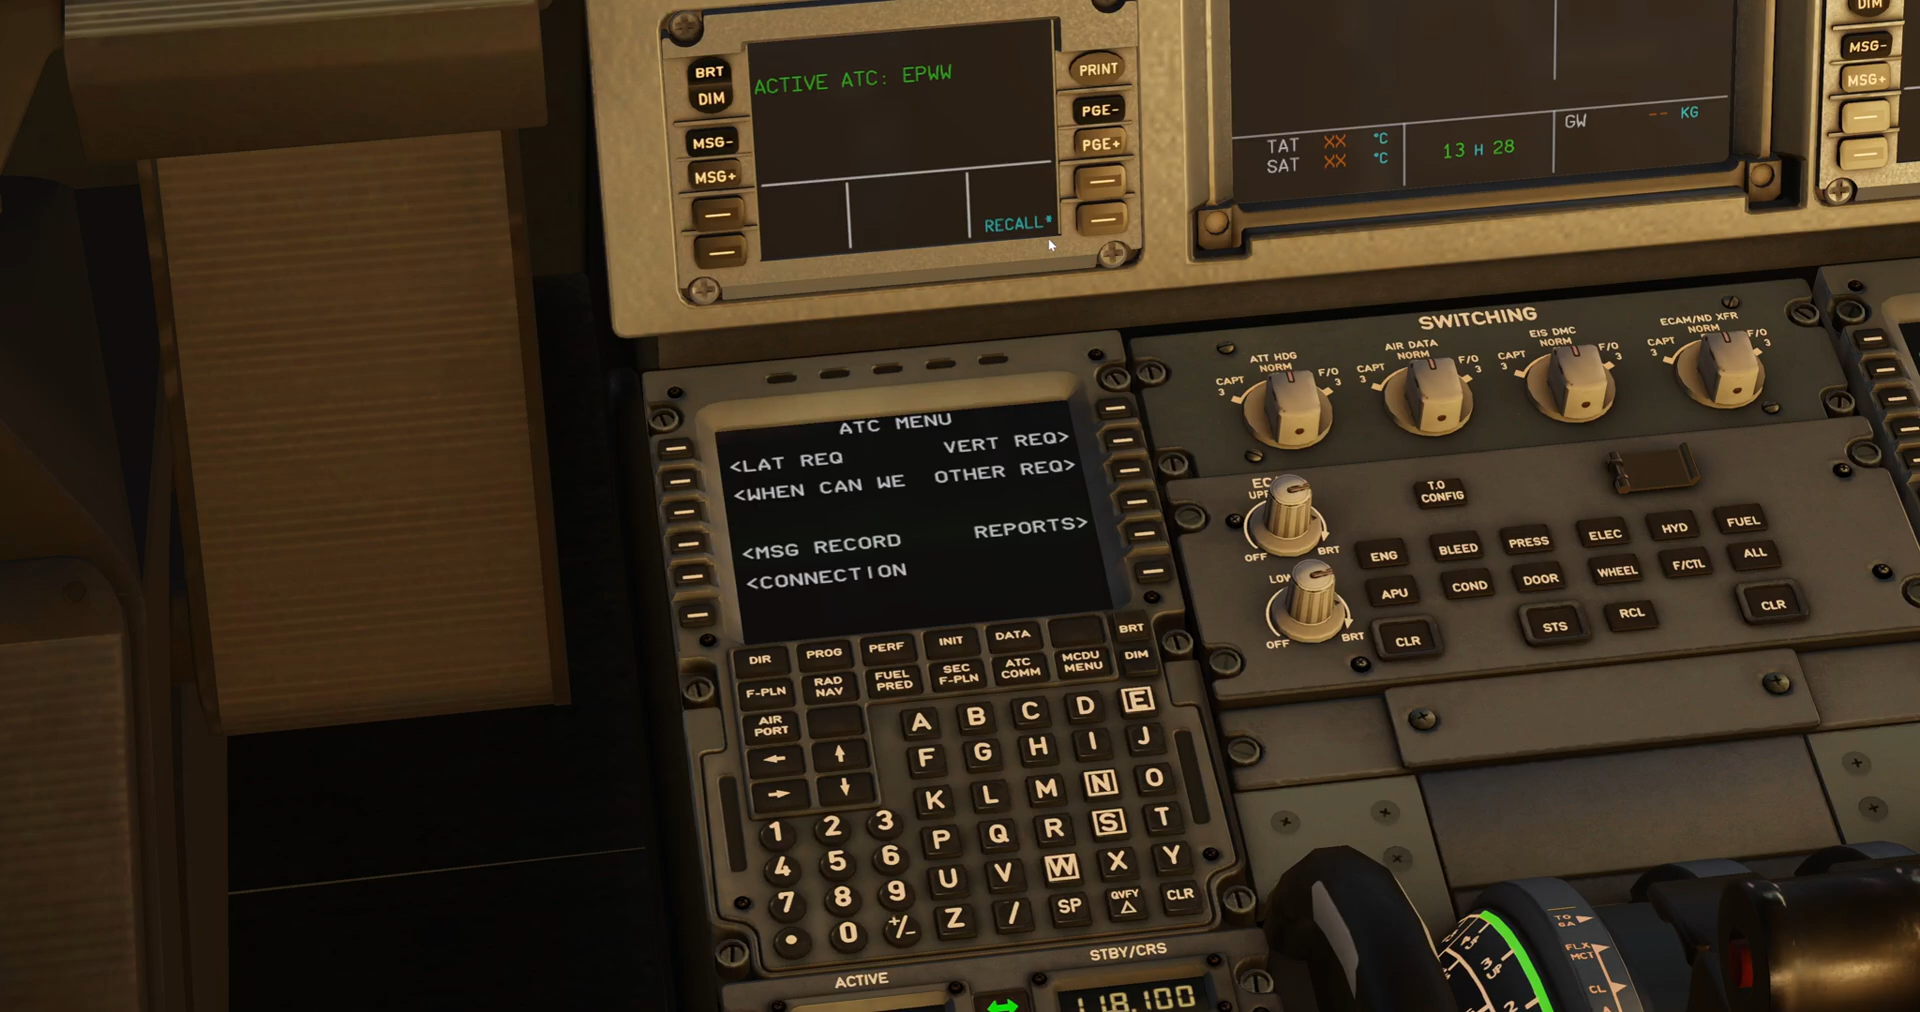 BRT
DIM
MSG-
MSG+
ACTIVE ATC: EPWW
RECALL*
PRINT
PGE-
PGE+
TAT XX °C
SAT XX °C
13 H 28
GW -- KG
DIM
MSG-
MSG+
SWITCHING
ATT HDG
NORM
CAPT
3
F/O
3
AIR DATA
NORM
CAPT
3
F/O
3
EIS DMC
NORM
CAPT
3
F/O
3
ECAM/ND XFR
NORM
CAPT
3
F/O
3
ATC MENU
<LAT REQ VERT REQ>
<WHEN CAN WE OTHER REQ>
<MSG RECORD REPORTS>
<CONNECTION
OFF
BRT
OFF
BRT
T.O
CONFIG
ENG BLEED PRESS ELEC HYD FUEL
APU COND DOOR WHEEL F/CTL ALL
CLR STS RCL CLR
DIR PROG PERF INIT DATA BRT
F-PLN RAD NAV FUEL PRED SEC F-PLN ATC COMM MCDU MENU DIM
AIR PORT
← ↑
→ ↓
A B C D E
F G H I J
K L M N O
P Q R S T
U V W X Y
Z / SP OVFY △ CLR
1 2 3
4 5 6
7 8 9
. 0 +/-
ACTIVE
STBY/CRS
118.100
TO
GA
FLX
MCT
CL